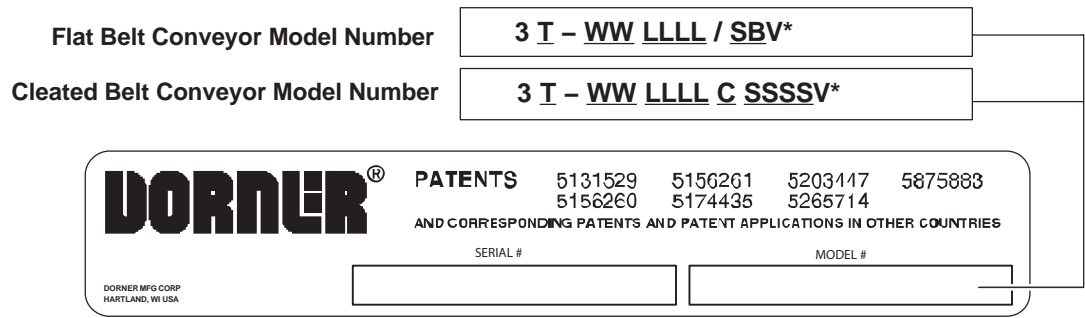 Flat Belt Conveyor Model Number 3 T – WW LLLL / SBV*
Cleated Belt Conveyor Model Number 3 T – WW LLLL C SSSSV*
DORNER® PATENTS 5131529 5156261 5203447 5875883
5156260 5174435 5265714
AND CORRESPONDING PATENTS AND PATENT APPLICATIONS IN OTHER COUNTRIES
SERIAL # MODEL #
DORNER MFG CORP
HARTLAND, WI USA